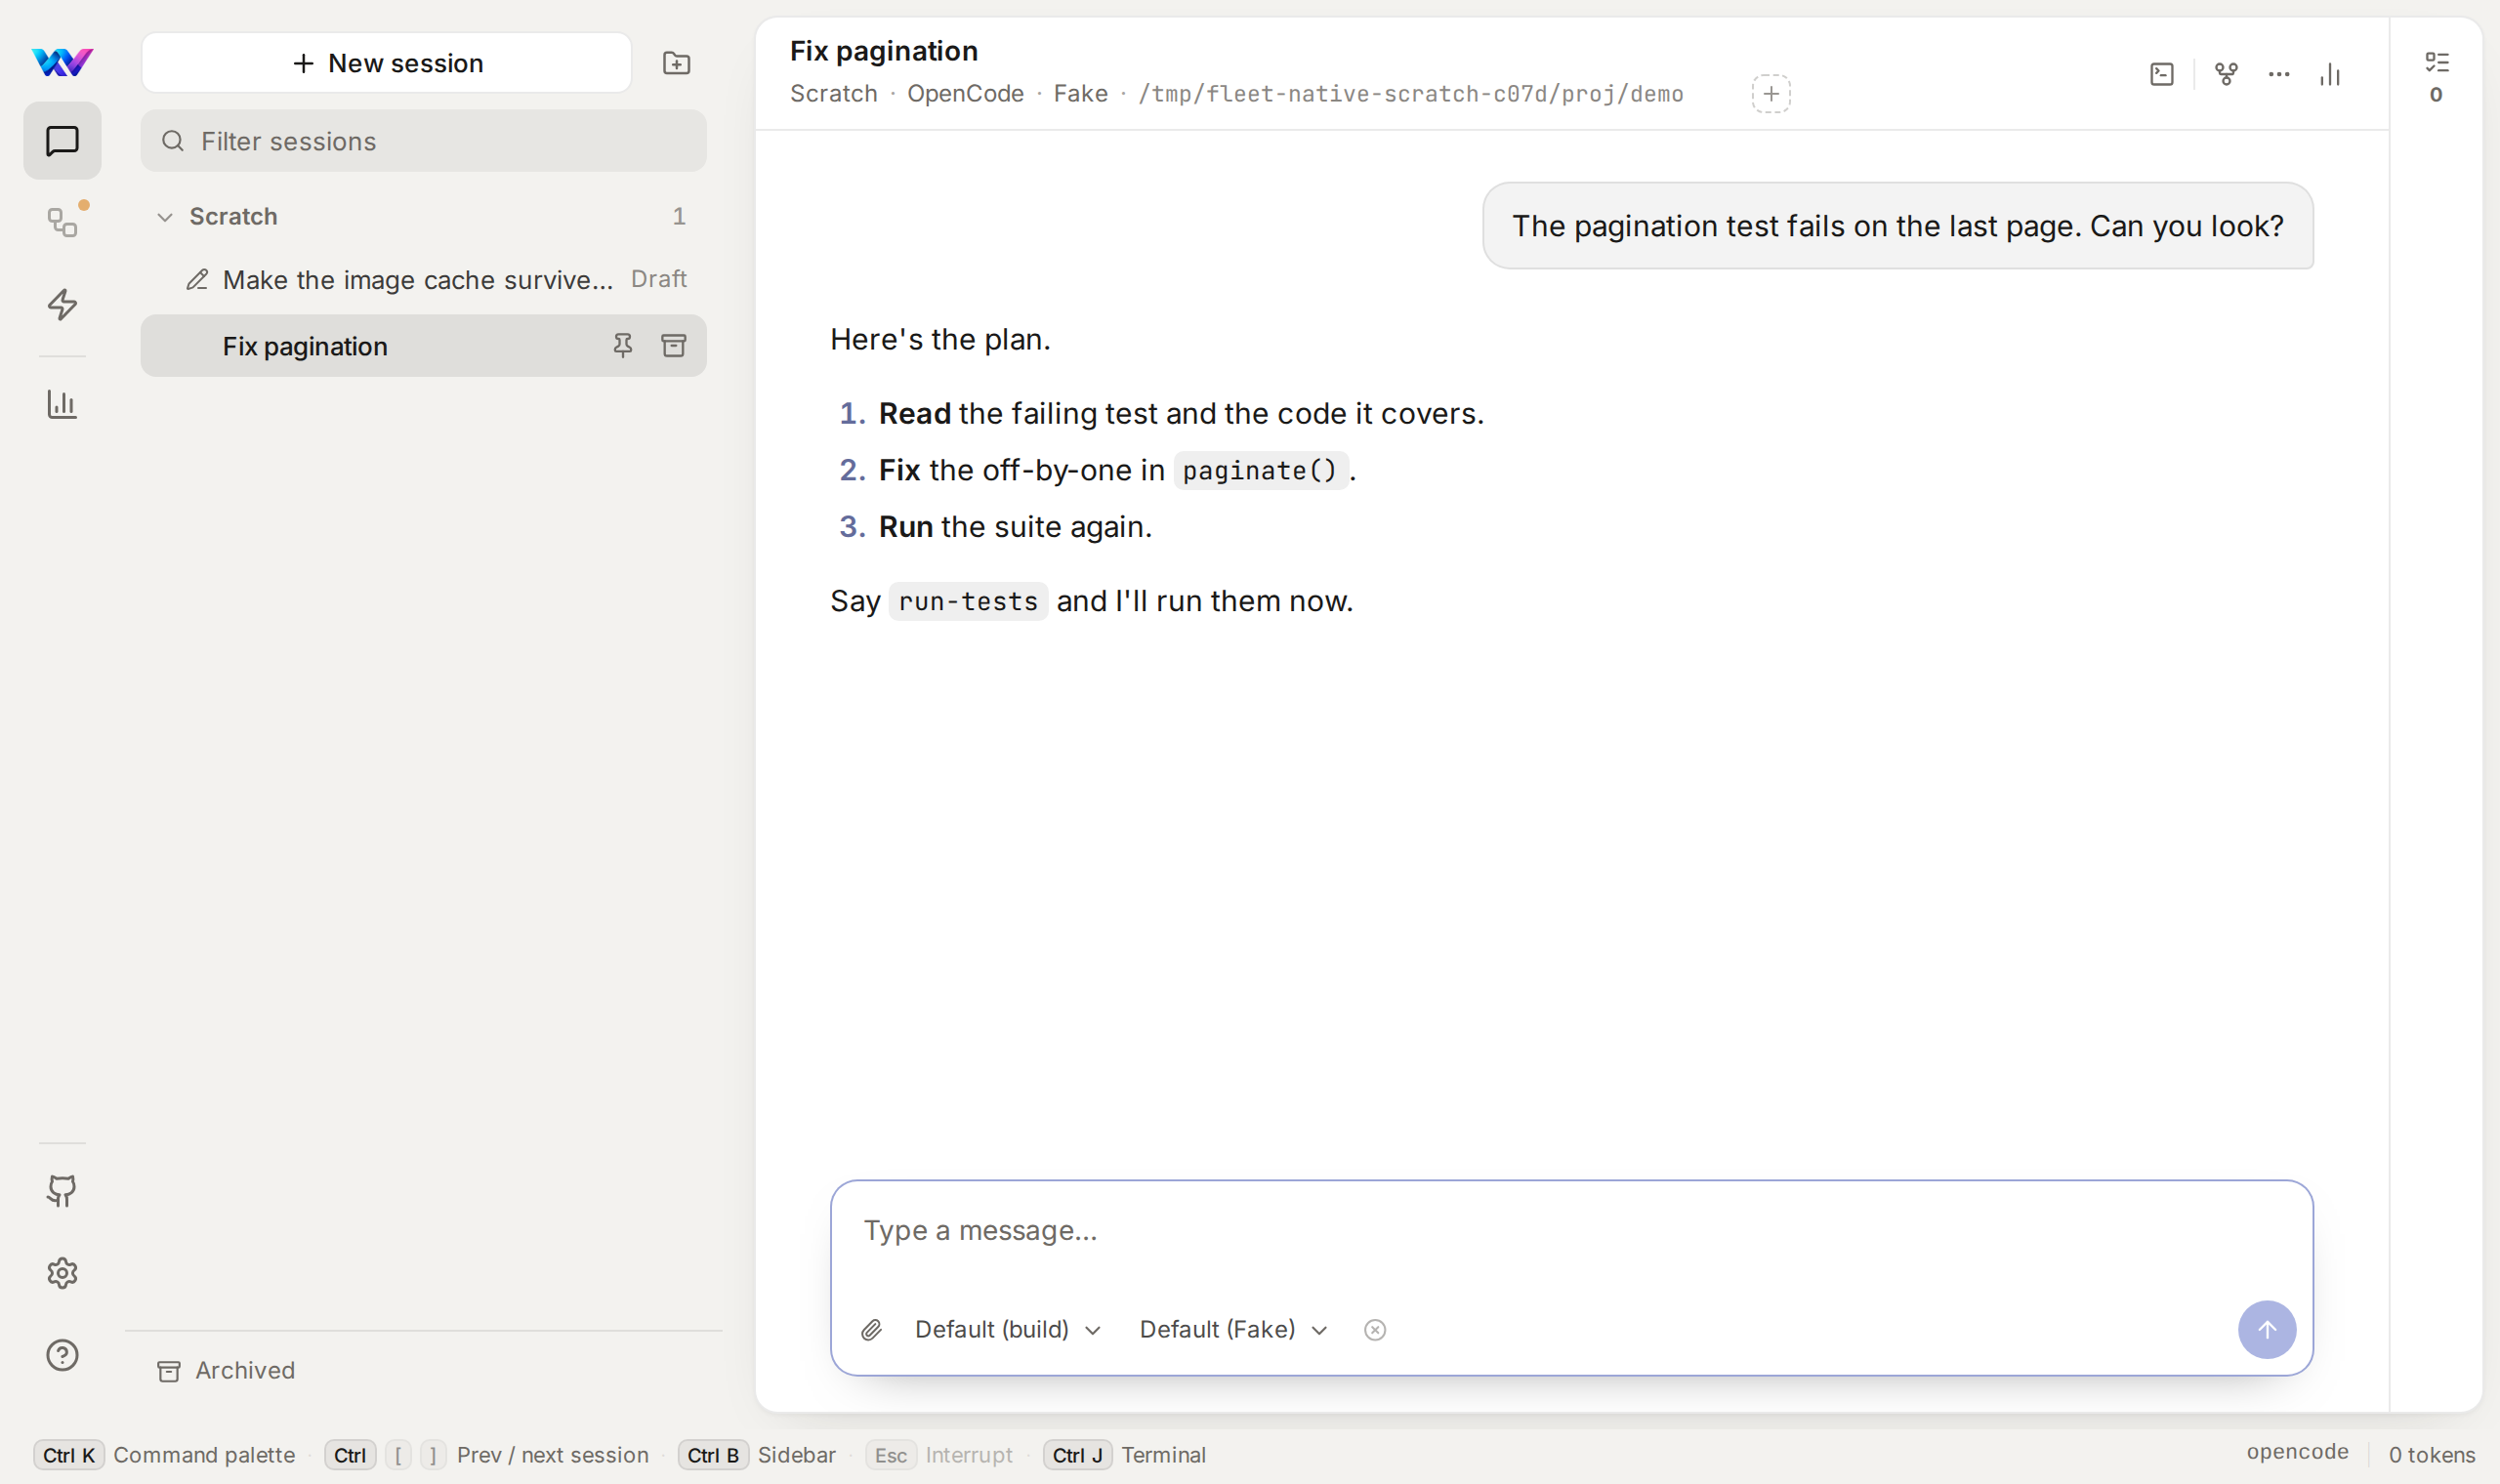 New session
Filter sessions
Scratch 1
Make the image cache survive... Draft
Fix pagination
Archived
Fix pagination
Scratch · OpenCode · Fake · /tmp/fleet-native-scratch-c07d/proj/demo
0
The pagination test fails on the last page. Can you look?
Here's the plan.
1. Read the failing test and the code it covers.
2. Fix the off-by-one in paginate().
3. Run the suite again.
Say run-tests and I'll run them now.
Type a message...
Default (build) Default (Fake)
Ctrl K Command palette · Ctrl [ ] Prev / next session · Ctrl B Sidebar · Esc Interrupt · Ctrl J Terminal
opencode 0 tokens